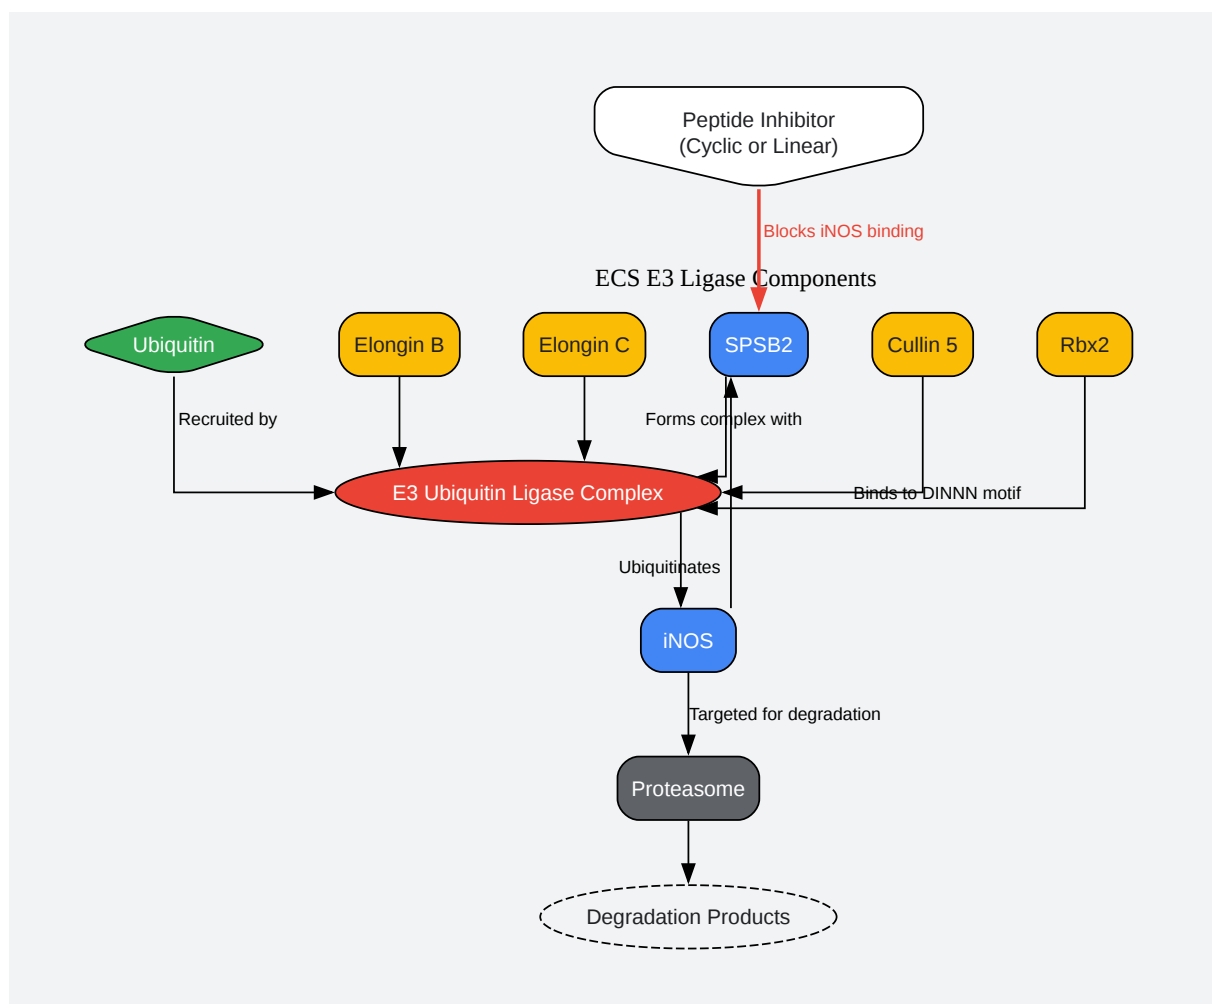 Peptide Inhibitor
(Cyclic or Linear)
Blocks iNOS binding
ECS E3 Ligase Components
Ubiquitin
Elongin B
Elongin C
SPSB2
Cullin 5
Rbx2
Recruited by
Forms complex with
E3 Ubiquitin Ligase Complex
Binds to DINNN motif
Ubiquitinates
iNOS
Targeted for degradation
Proteasome
Degradation Products